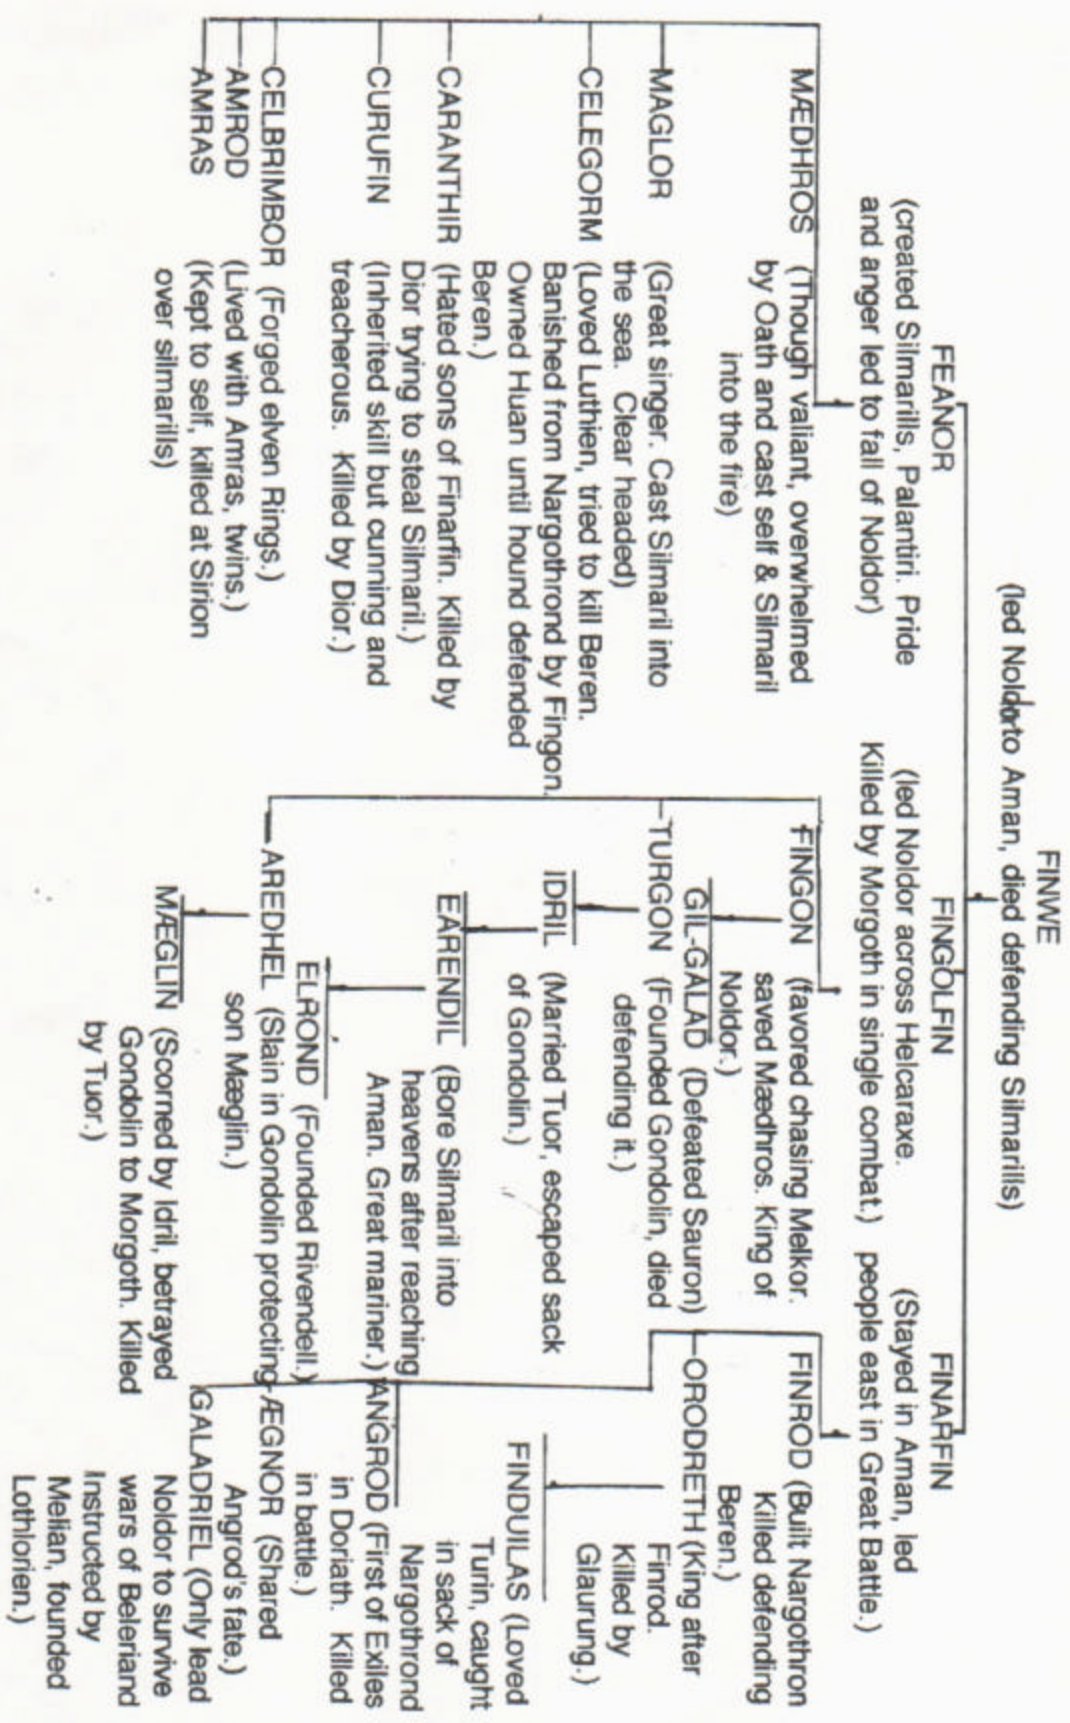 FINWE
(led Noldor to Aman, died defending Silmarills)
FEANOR
(created Silmarills, Palantiri. Pride
and anger led to fall of Noldor)
FINGOLFIN
(led Noldor across Helcaraxe.
Killed by Morgoth in single combat.)
FINARFIN
(Stayed in Aman, led
people east in Great Battle.)
MÆDHROS (Though valiant, overwhelmed
by Oath and cast self & Silmaril
into the fire)
MAGLOR (Great singer. Cast Silmaril into
the sea. Clear headed)
CELEGORM (Loved Luthien, tried to kill Beren.
Banished from Nargothrond by Fingon.
Owned Huan until hound defended
Beren.)
CARANTHIR (Hated sons of Finarfin. Killed by
Dior trying to steal Silmaril.)
CURUFIN (Inherited skill but cunning and
treacherous. Killed by Dior.)
CELBRIMBOR (Forged elven Rings.)
AMROD (Lived with Amras, twins.)
AMRAS (Kept to self, killed at Sirion
over silmarills)
FINGON (favored chasing Melkor.
saved Mædhros. King of
Noldor.)
GIL-GALAD (Defeated Sauron)
TURGON (Founded Gondolin, died
defending it.)
IDRIL (Married Tuor, escaped sack
of Gondolin.)
EARENDIL (Bore Silmaril into
heavens after reaching
Aman. Great mariner.)
ELROND (Founded Rivendell.)
AREDHEL (Slain in Gondolin protecting
son Mæglin.)
MÆGLIN (Scorned by Idril, betrayed
Gondolin to Morgoth. Killed
by Tuor.)
FINROD (Built Nargothron
Killed defending
Beren.)
ORODRETH (King after
Finrod.
Killed by
Glaurung.)
FINDUILAS (Loved
Turin, caught
in sack of
Nargothrond
ANGROD (First of Exiles
in Doriath. Killed
in battle.)
ÆGNOR (Shared
Angrod's fate.)
GALADRIEL (Only lead
Noldor to survive
wars of Beleriand
Instructed by
Melian, founded
Lothlorien.)